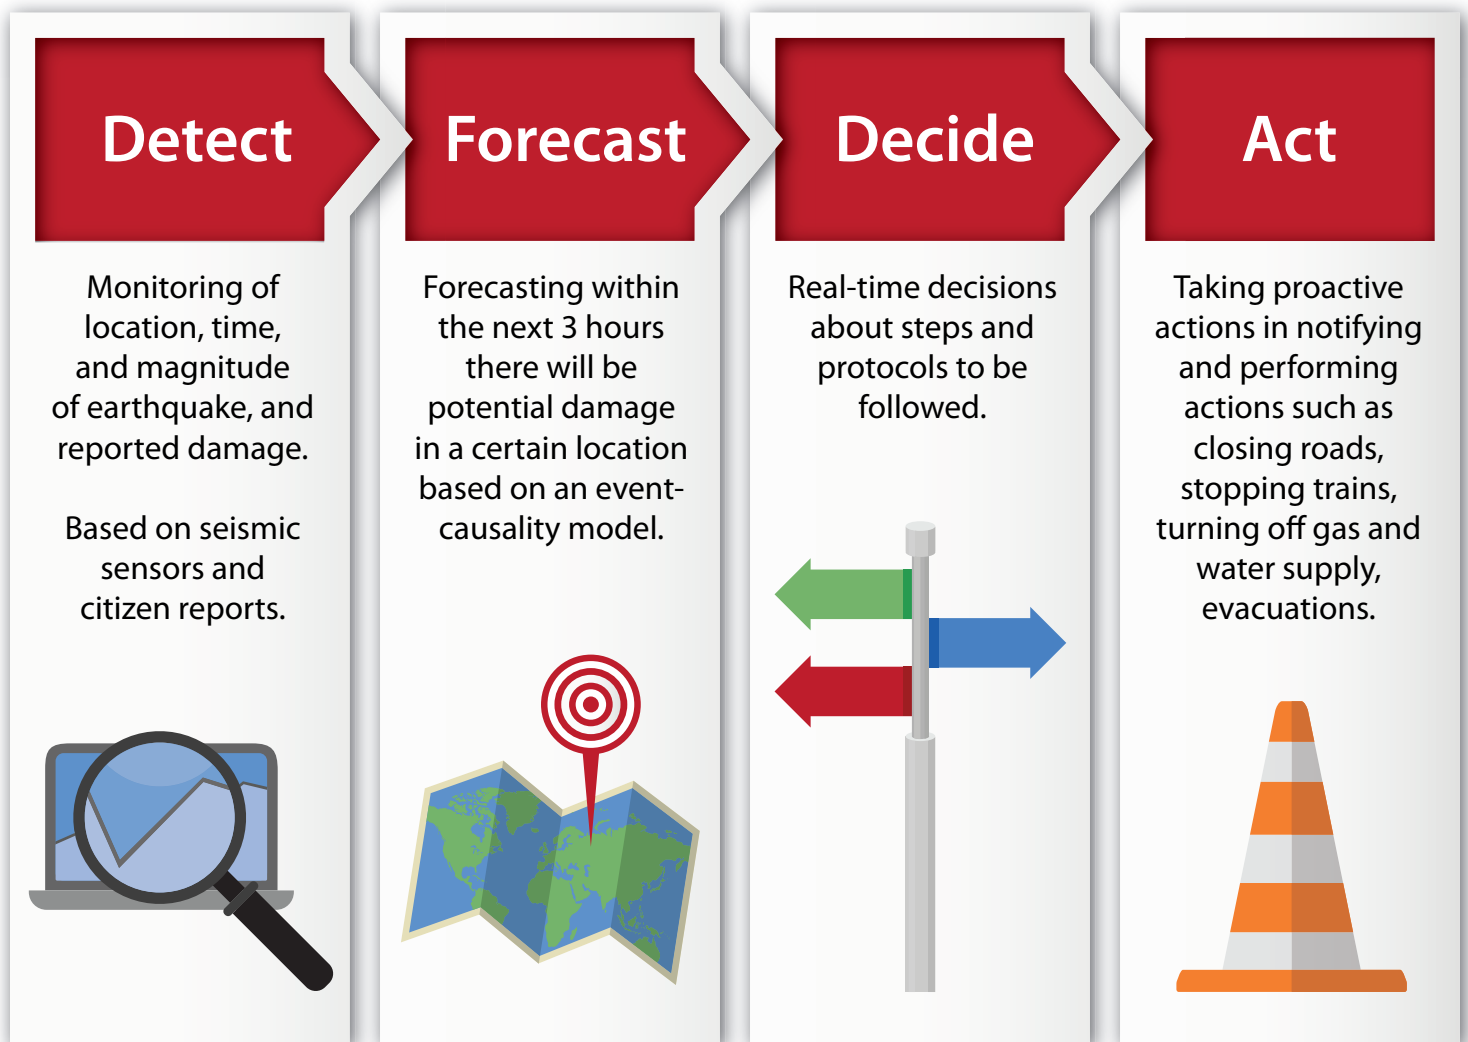 Detect
Monitoring of
location, time,
and magnitude
of earthquake, and
reported damage.
Based on seismic
sensors and
citizen reports.
Forecast
Forecasting within
the next 3 hours
there will be
potential damage
in a certain location
based on an event-
causality model.
Decide
Real-time decisions
about steps and
protocols to be
followed.
Act
Taking proactive
actions in notifying
and performing
actions such as
closing roads,
stopping trains,
turning off gas and
water supply,
evacuations.